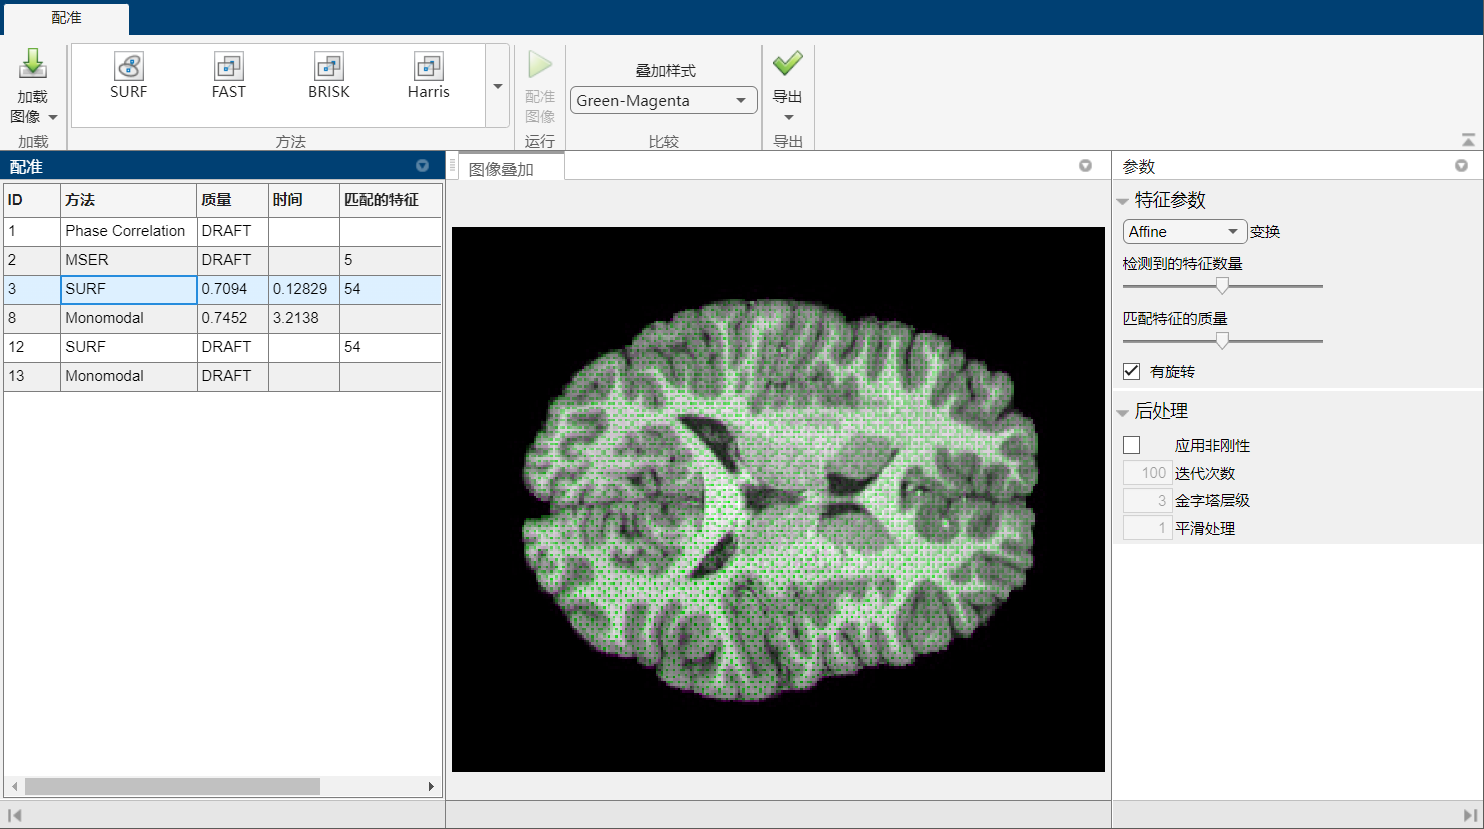 配准
加载
图像
加载
SURF FAST BRISK Harris
方法
配准
图像
运行
叠加样式
Green-Magenta
比较
导出
导出
配准
ID 方法 质量 时间 匹配的特征
1 Phase Correlation DRAFT
2 MSER DRAFT 5
3 SURF 0.7094 0.12829 54
8 Monomodal 0.7452 3.2138
12 SURF DRAFT 54
13 Monomodal DRAFT
图像叠加
参数
特征参数
Affine 变换
检测到的特征数量
匹配特征的质量
有旋转
后处理
应用非刚性
100 迭代次数
3 金字塔层级
1 平滑处理